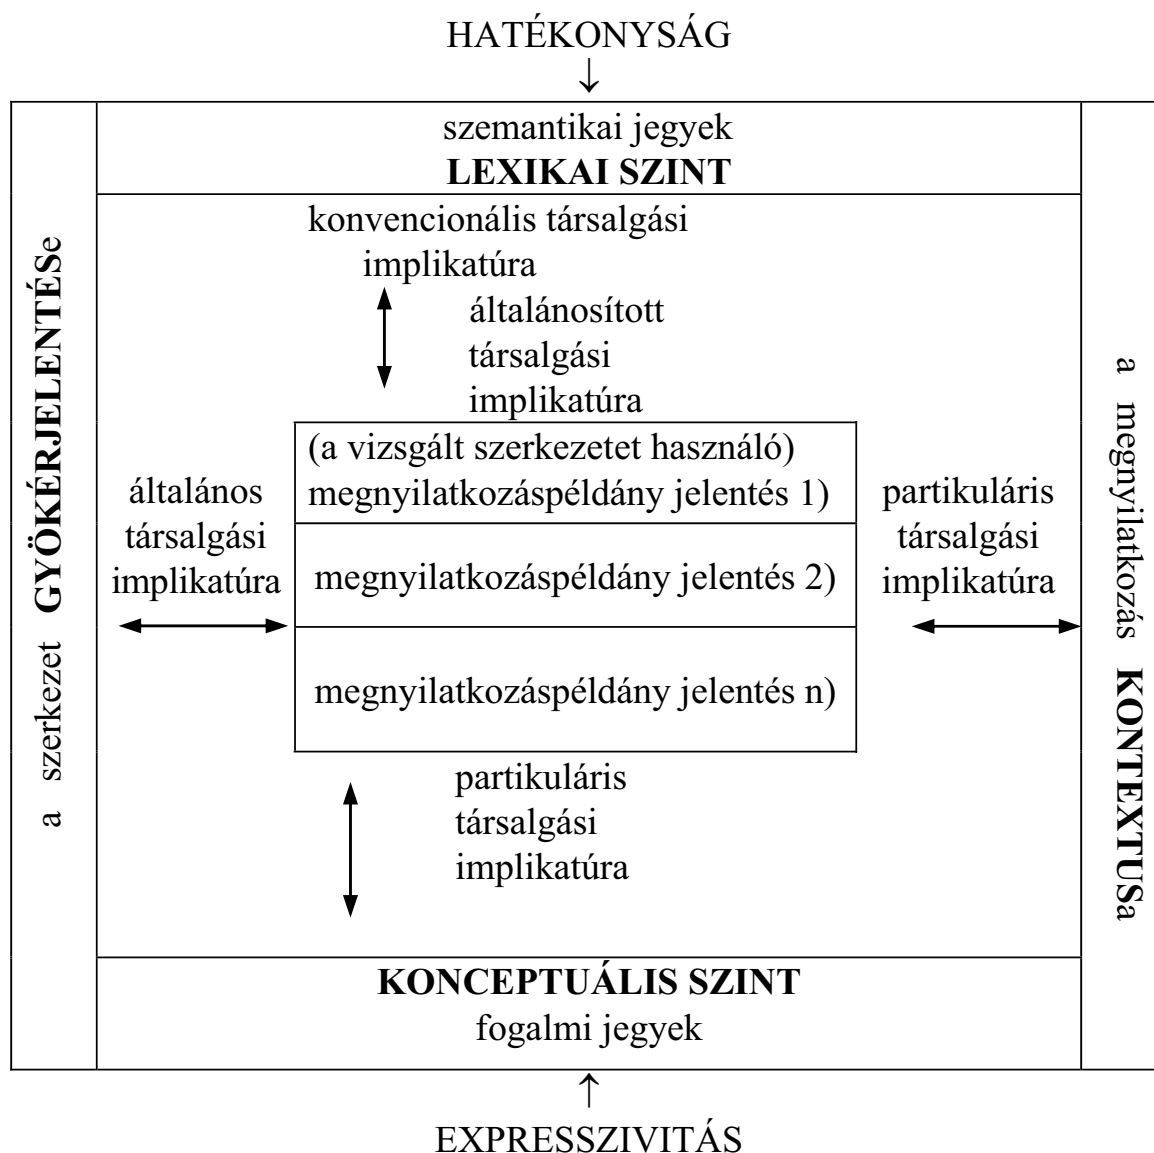 HATÉKONYSÁG
szemantikai jegyek
LEXIKAI SZINT
a szerkezet GYÖKÉRJELENTÉSe
konvencionális társalgási
implikatúra
általánosított
társalgási
implikatúra
általános
társalgási
implikatúra
(a vizsgált szerkezetet használó)
megnyilatkozáspéldány jelentés 1)
megnyilatkozáspéldány jelentés 2)
megnyilatkozáspéldány jelentés n)
partikuláris
társalgási
implikatúra
partikuláris
társalgási
implikatúra
a megnyilatkozás KONTEXTUSa
KONCEPTUÁLIS SZINT
fogalmi jegyek
EXPRESSZIVITÁS